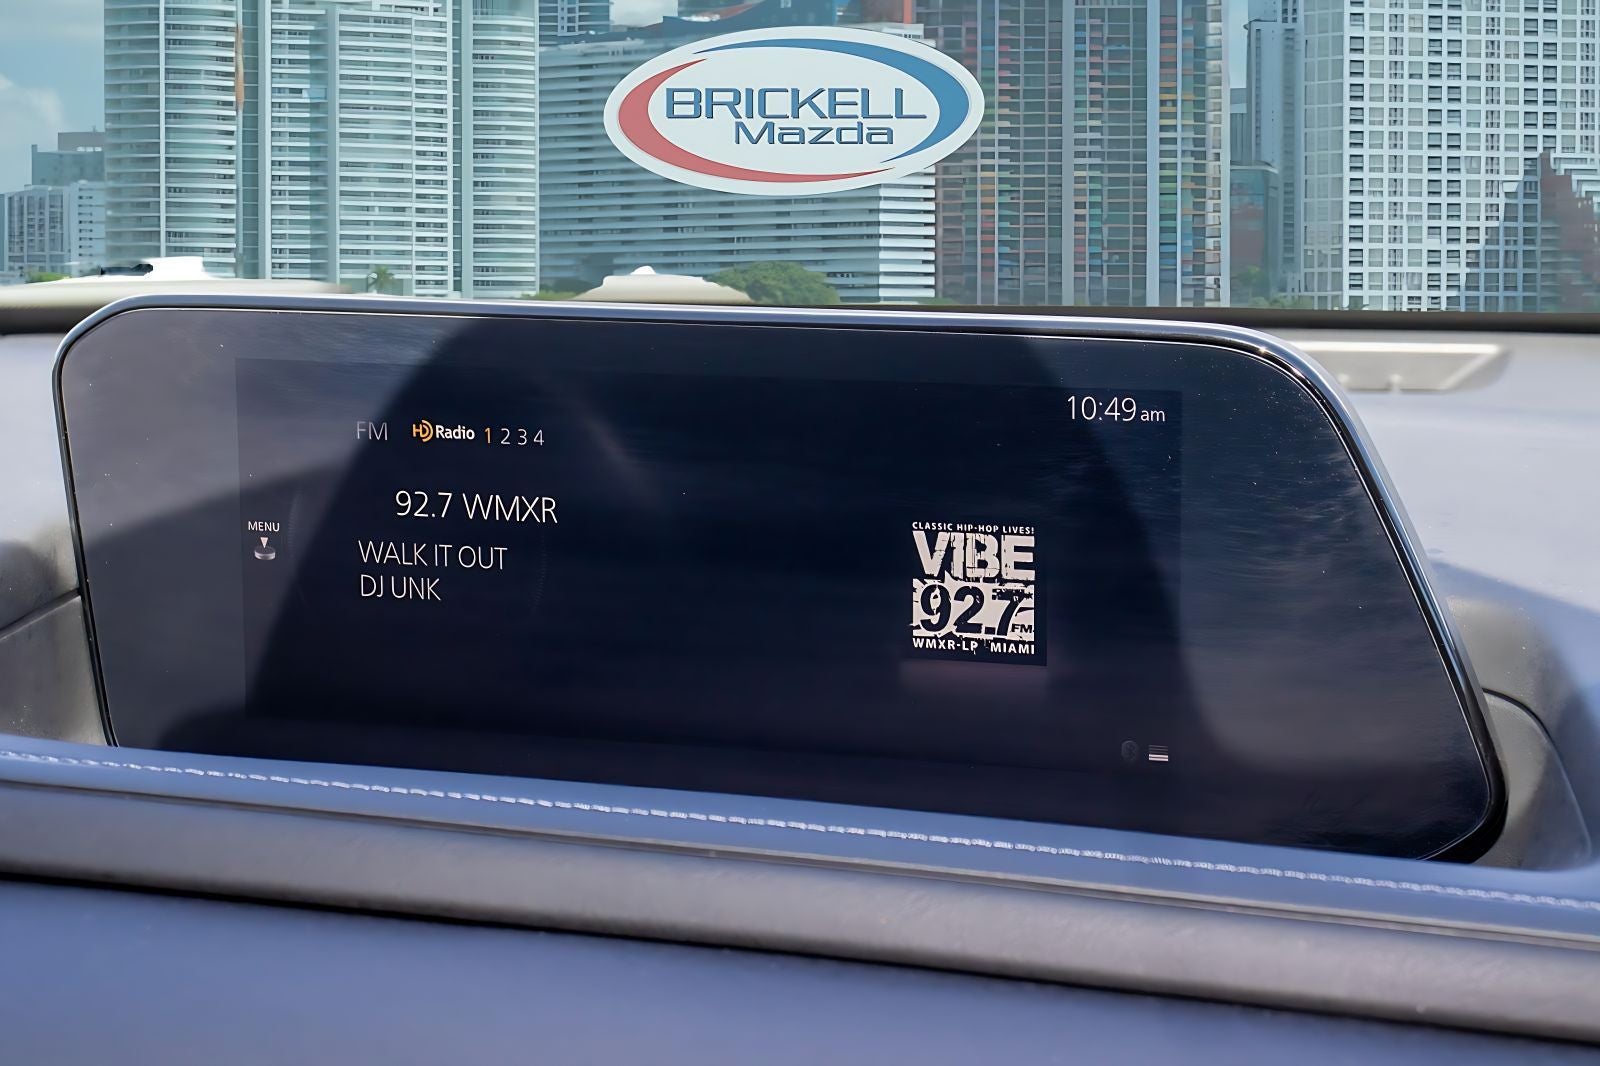 BRICKELL
Mazda
10:49 am
FM HD Radio 1 2 3 4
92.7 WMXR
MENU
WALK IT OUT
DJ UNK
CLASSIC HIP-HOP LIVES!
VIBE
92.7 FM
WMXR-LP MIAMI